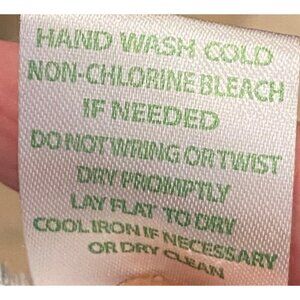 HAND WASH COLD
NON-CHLORINE BLEACH
IF NEEDED
DO NOT WRING OR TWIST
DRY PROMPTLY
LAY FLAT TO DRY
COOL IRON IF NECESSARY
OR DRY CLEAN